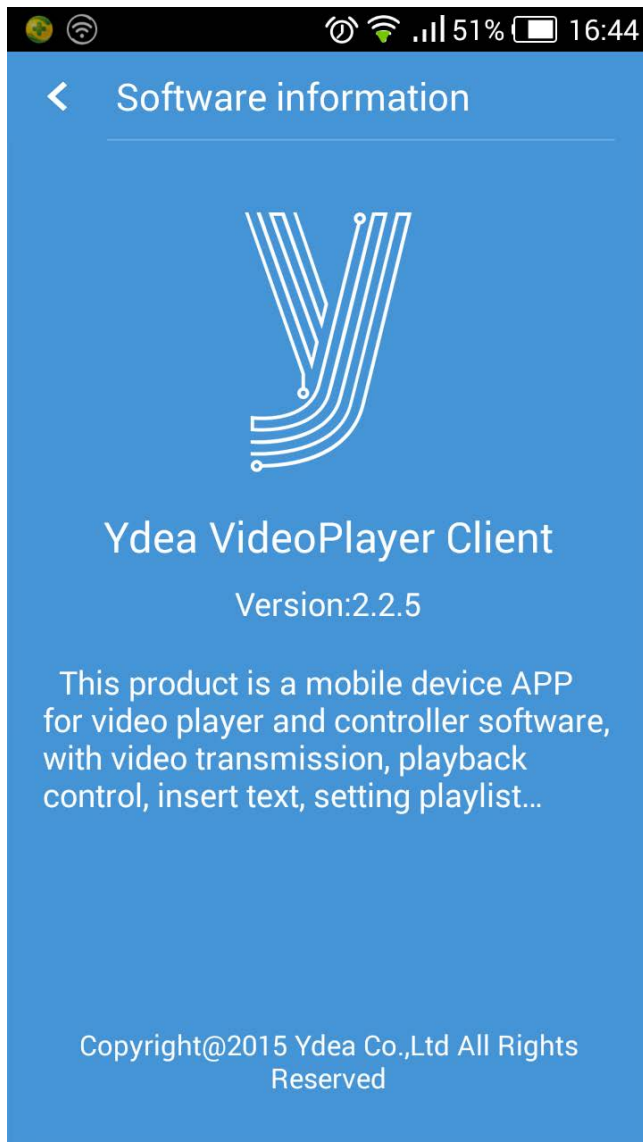 51% 16:44
Software information
Ydea VideoPlayer Client
Version:2.2.5
This product is a mobile device APP
for video player and controller software,
with video transmission, playback
control, insert text, setting playlist...
Copyright@2015 Ydea Co.,Ltd All Rights
Reserved